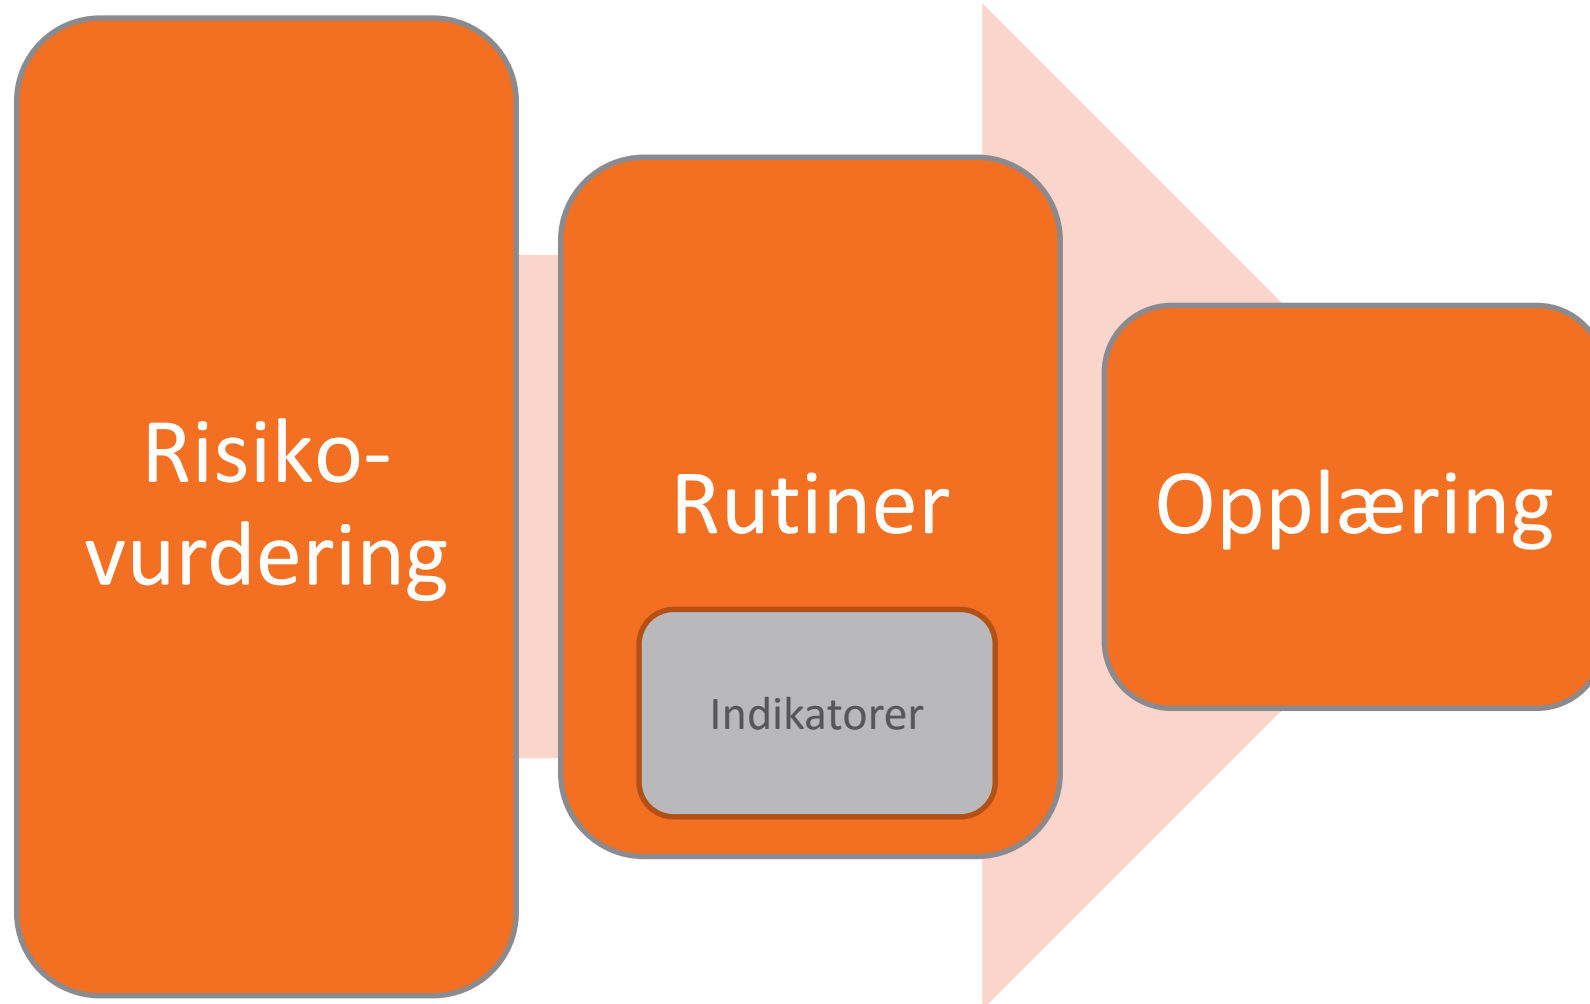 Risiko-
vurdering
Rutiner
Indikatorer
Opplæring